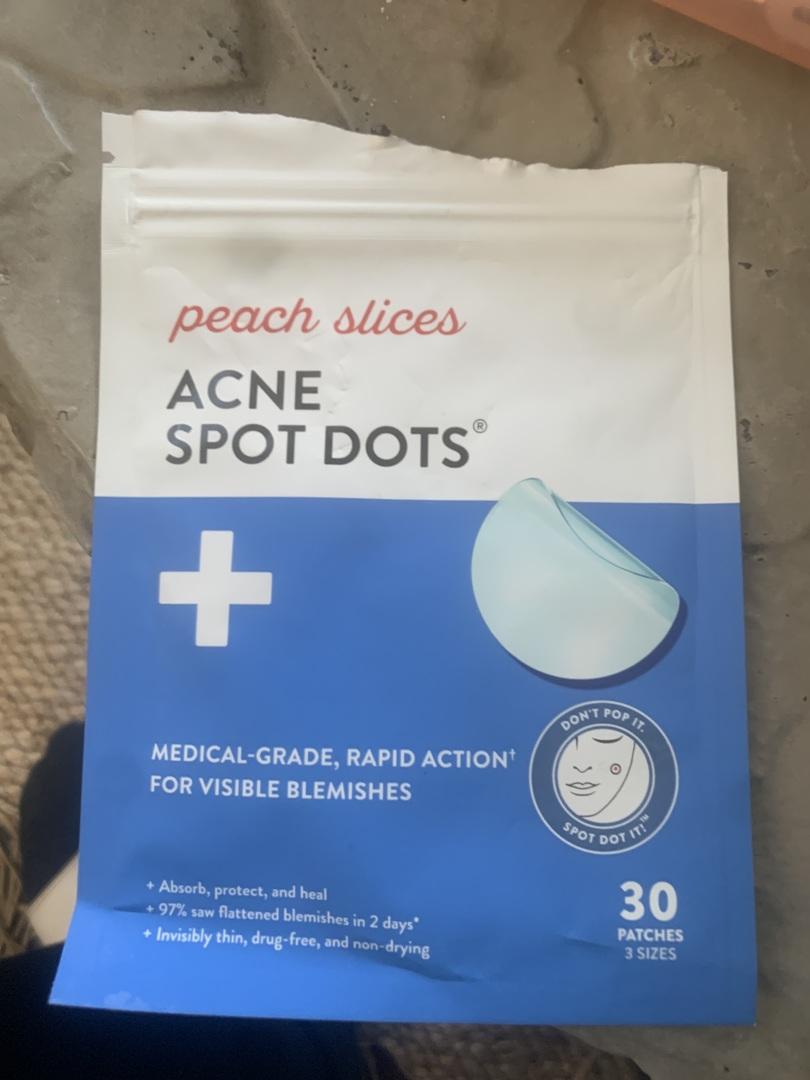 peach slices
ACNE
SPOT DOTS®
MEDICAL-GRADE, RAPID ACTION†
FOR VISIBLE BLEMISHES
DON'T POP IT.
SPOT DOT IT!™
+ Absorb, protect, and heal
+ 97% saw flattened blemishes in 2 days*
+ Invisibly thin, drug-free, and non-drying
30
PATCHES
3 SIZES